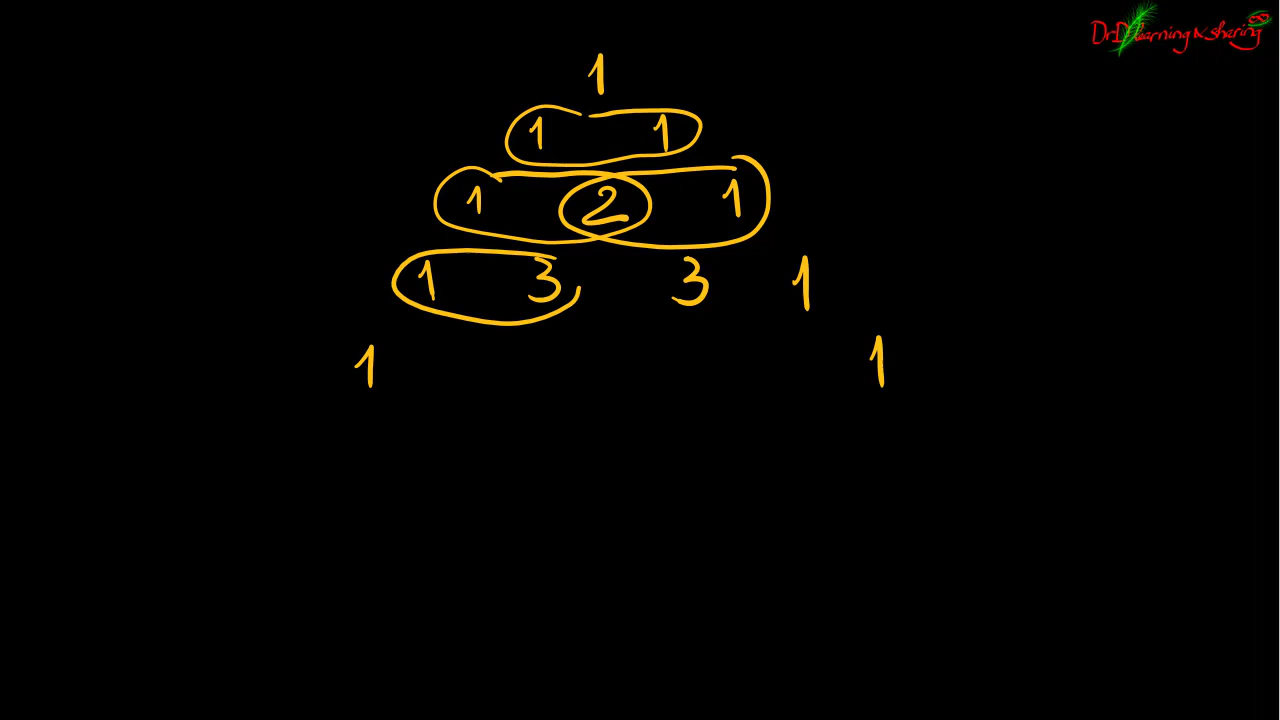 DrD learning & sharing
1
1 1
1 2 1
1 3 3 1
1 1